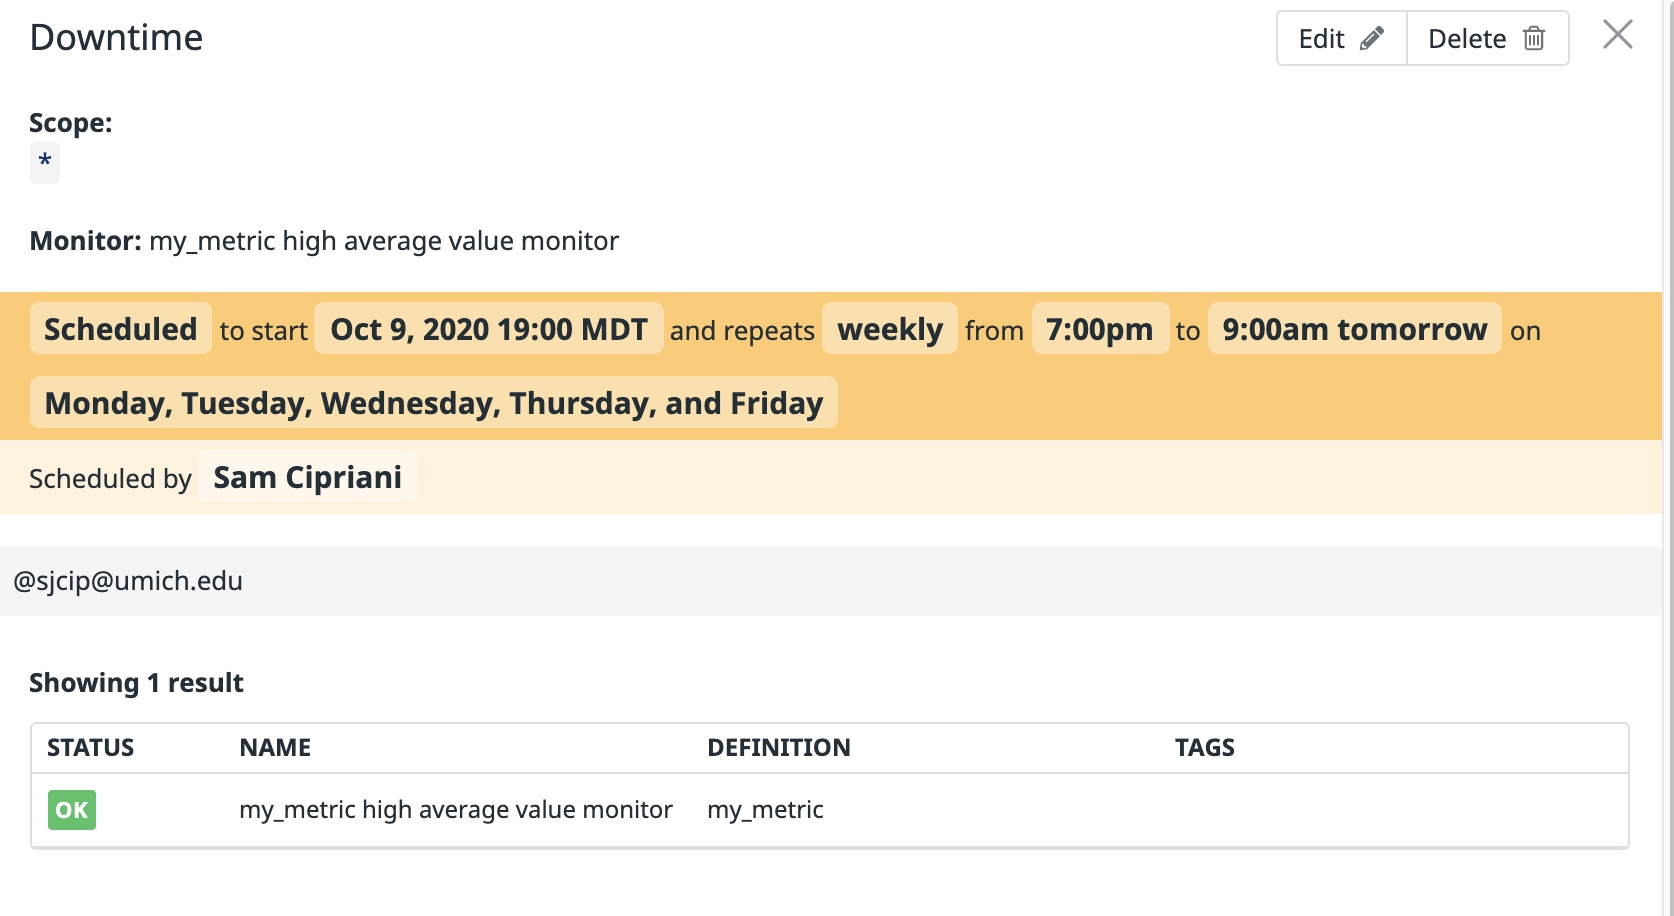 Downtime
Edit
Delete
Scope:
*
Monitor: my_metric high average value monitor
Scheduled to start Oct 9, 2020 19:00 MDT and repeats weekly from 7:00pm to 9:00am tomorrow on
Monday, Tuesday, Wednesday, Thursday, and Friday
Scheduled by Sam Cipriani
@sjcip@umich.edu
Showing 1 result
STATUS NAME DEFINITION TAGS
OK my_metric high average value monitor my_metric